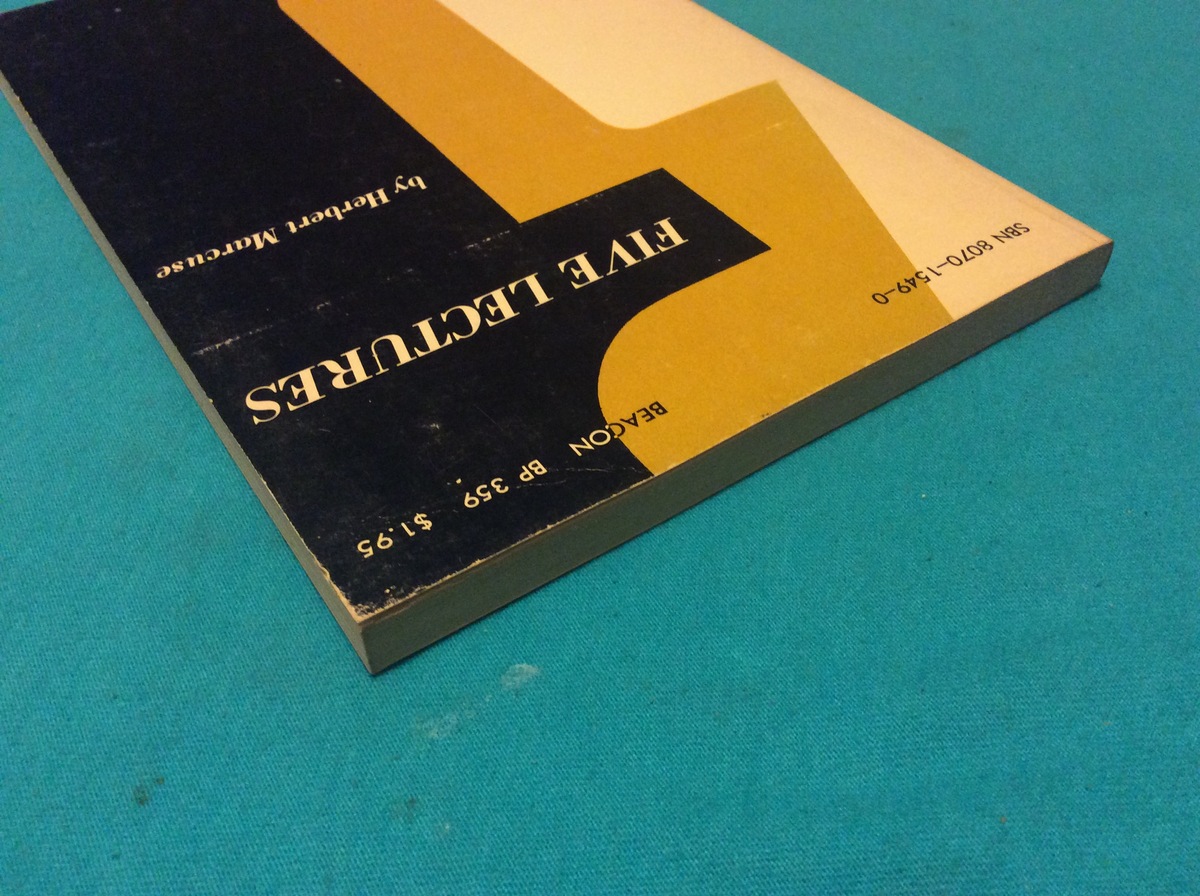 SBN 8070-1549-0
BEACON BP 359 $1.95
FIVE LECTURES
by Herbert Marcuse